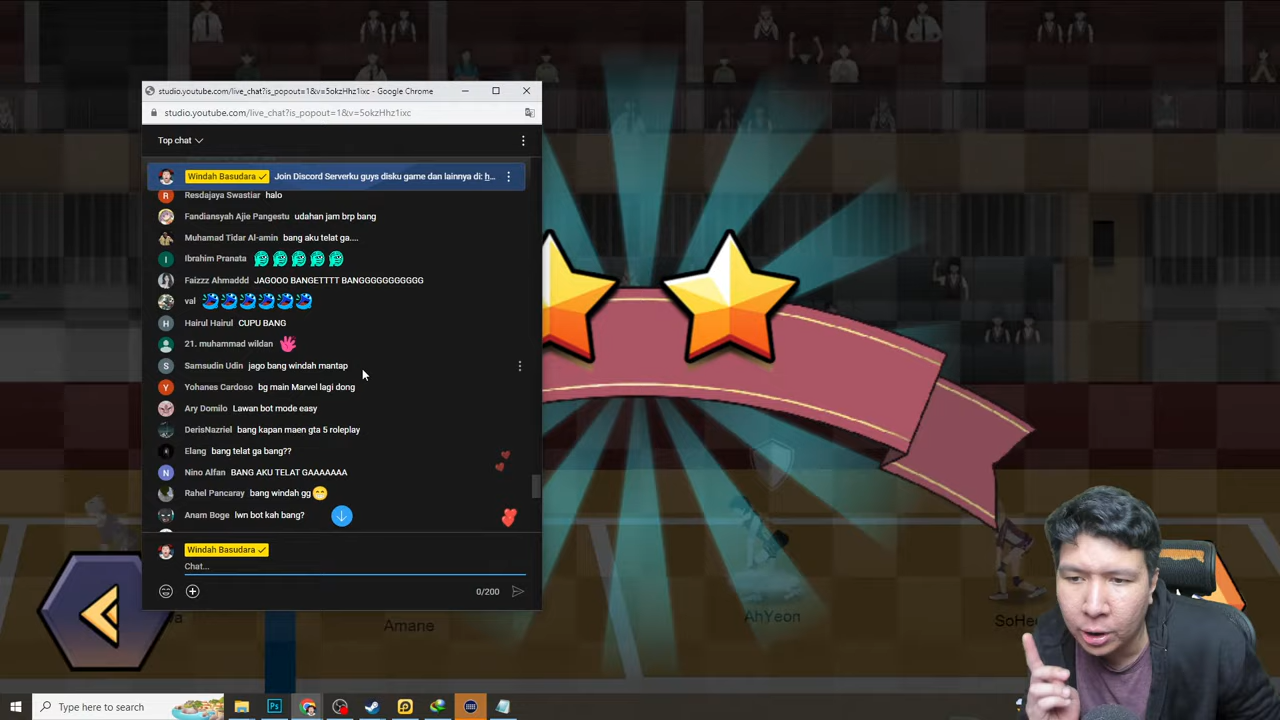 studio.youtube.com/live_chat?is_popout=1&v=5okzHhz1ixc - Google Chrome
studio.youtube.com/live_chat?is_popout=1&v=5okzHhz1ixc
Top chat
Windah Basudara Join Discord Serverku guys disku game dan lainnya di: h...
Resdajaya Swastiar halo
Fandiansyah Ajie Pangestu udahan jam brp bang
Muhamad Tidar Al-amin bang aku telat ga....
Ibrahim Pranata
Faizzz Ahmaddd JAGOOO BANGETTTT BANGGGGGGGGGG
val
H Hairul Hairul CUPU BANG
21. muhammad wildan
S Samsudin Udin jago bang windah mantap
Y Yohanes Cardoso bg main Marvel lagi dong
Ary Domilo Lawan bot mode easy
DerisNazriel bang kapan maen gta 5 roleplay
Elang bang telat ga bang??
N Nino Alfan BANG AKU TELAT GAAAAAAA
Rahel Pancaray bang windah gg
Anam Boge lwn bot kah bang?
Windah Basudara
Chat...
0/200
Amane
AhYeon
Type here to search